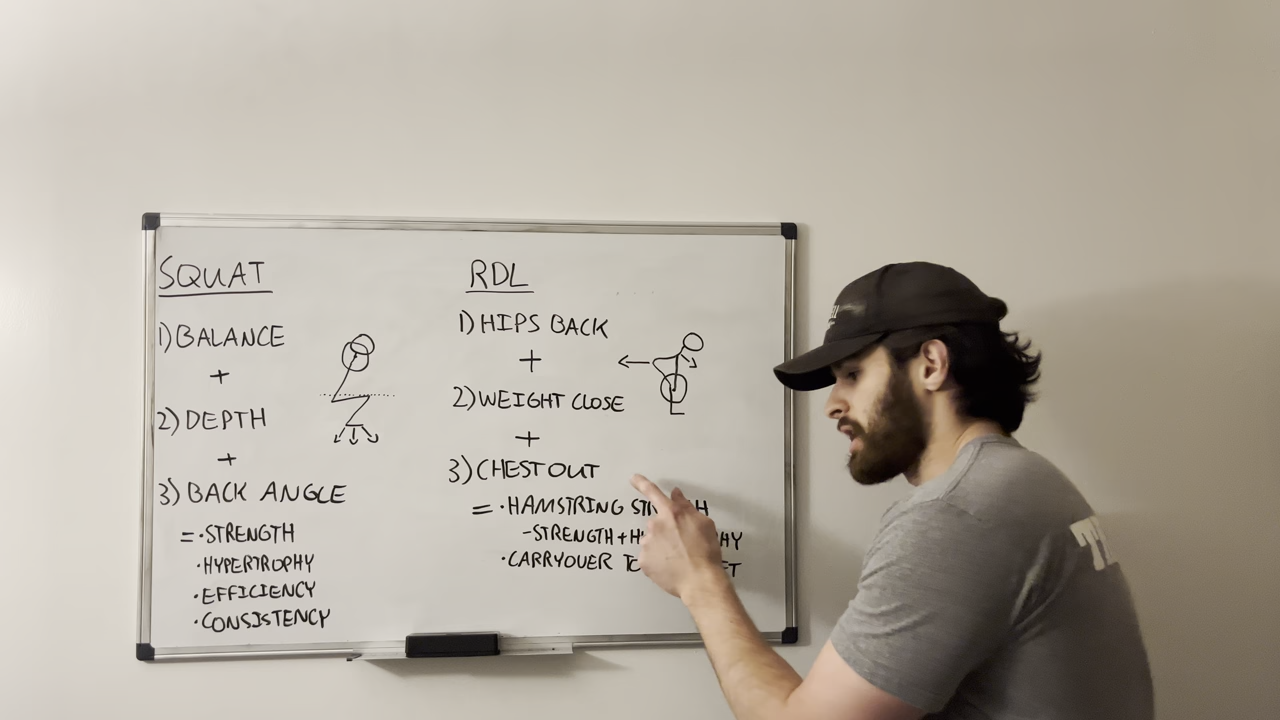 SQUAT
1) BALANCE
+
2) DEPTH
+
3) BACK ANGLE
= · STRENGTH
· HYPERTROPHY
· EFFICIENCY
· CONSISTENCY
RDL
1) HIPS BACK
+
2) WEIGHT CLOSE
+
3) CHEST OUT
= · HAMSTRING
- STRENGTH +
· CARRYOVER